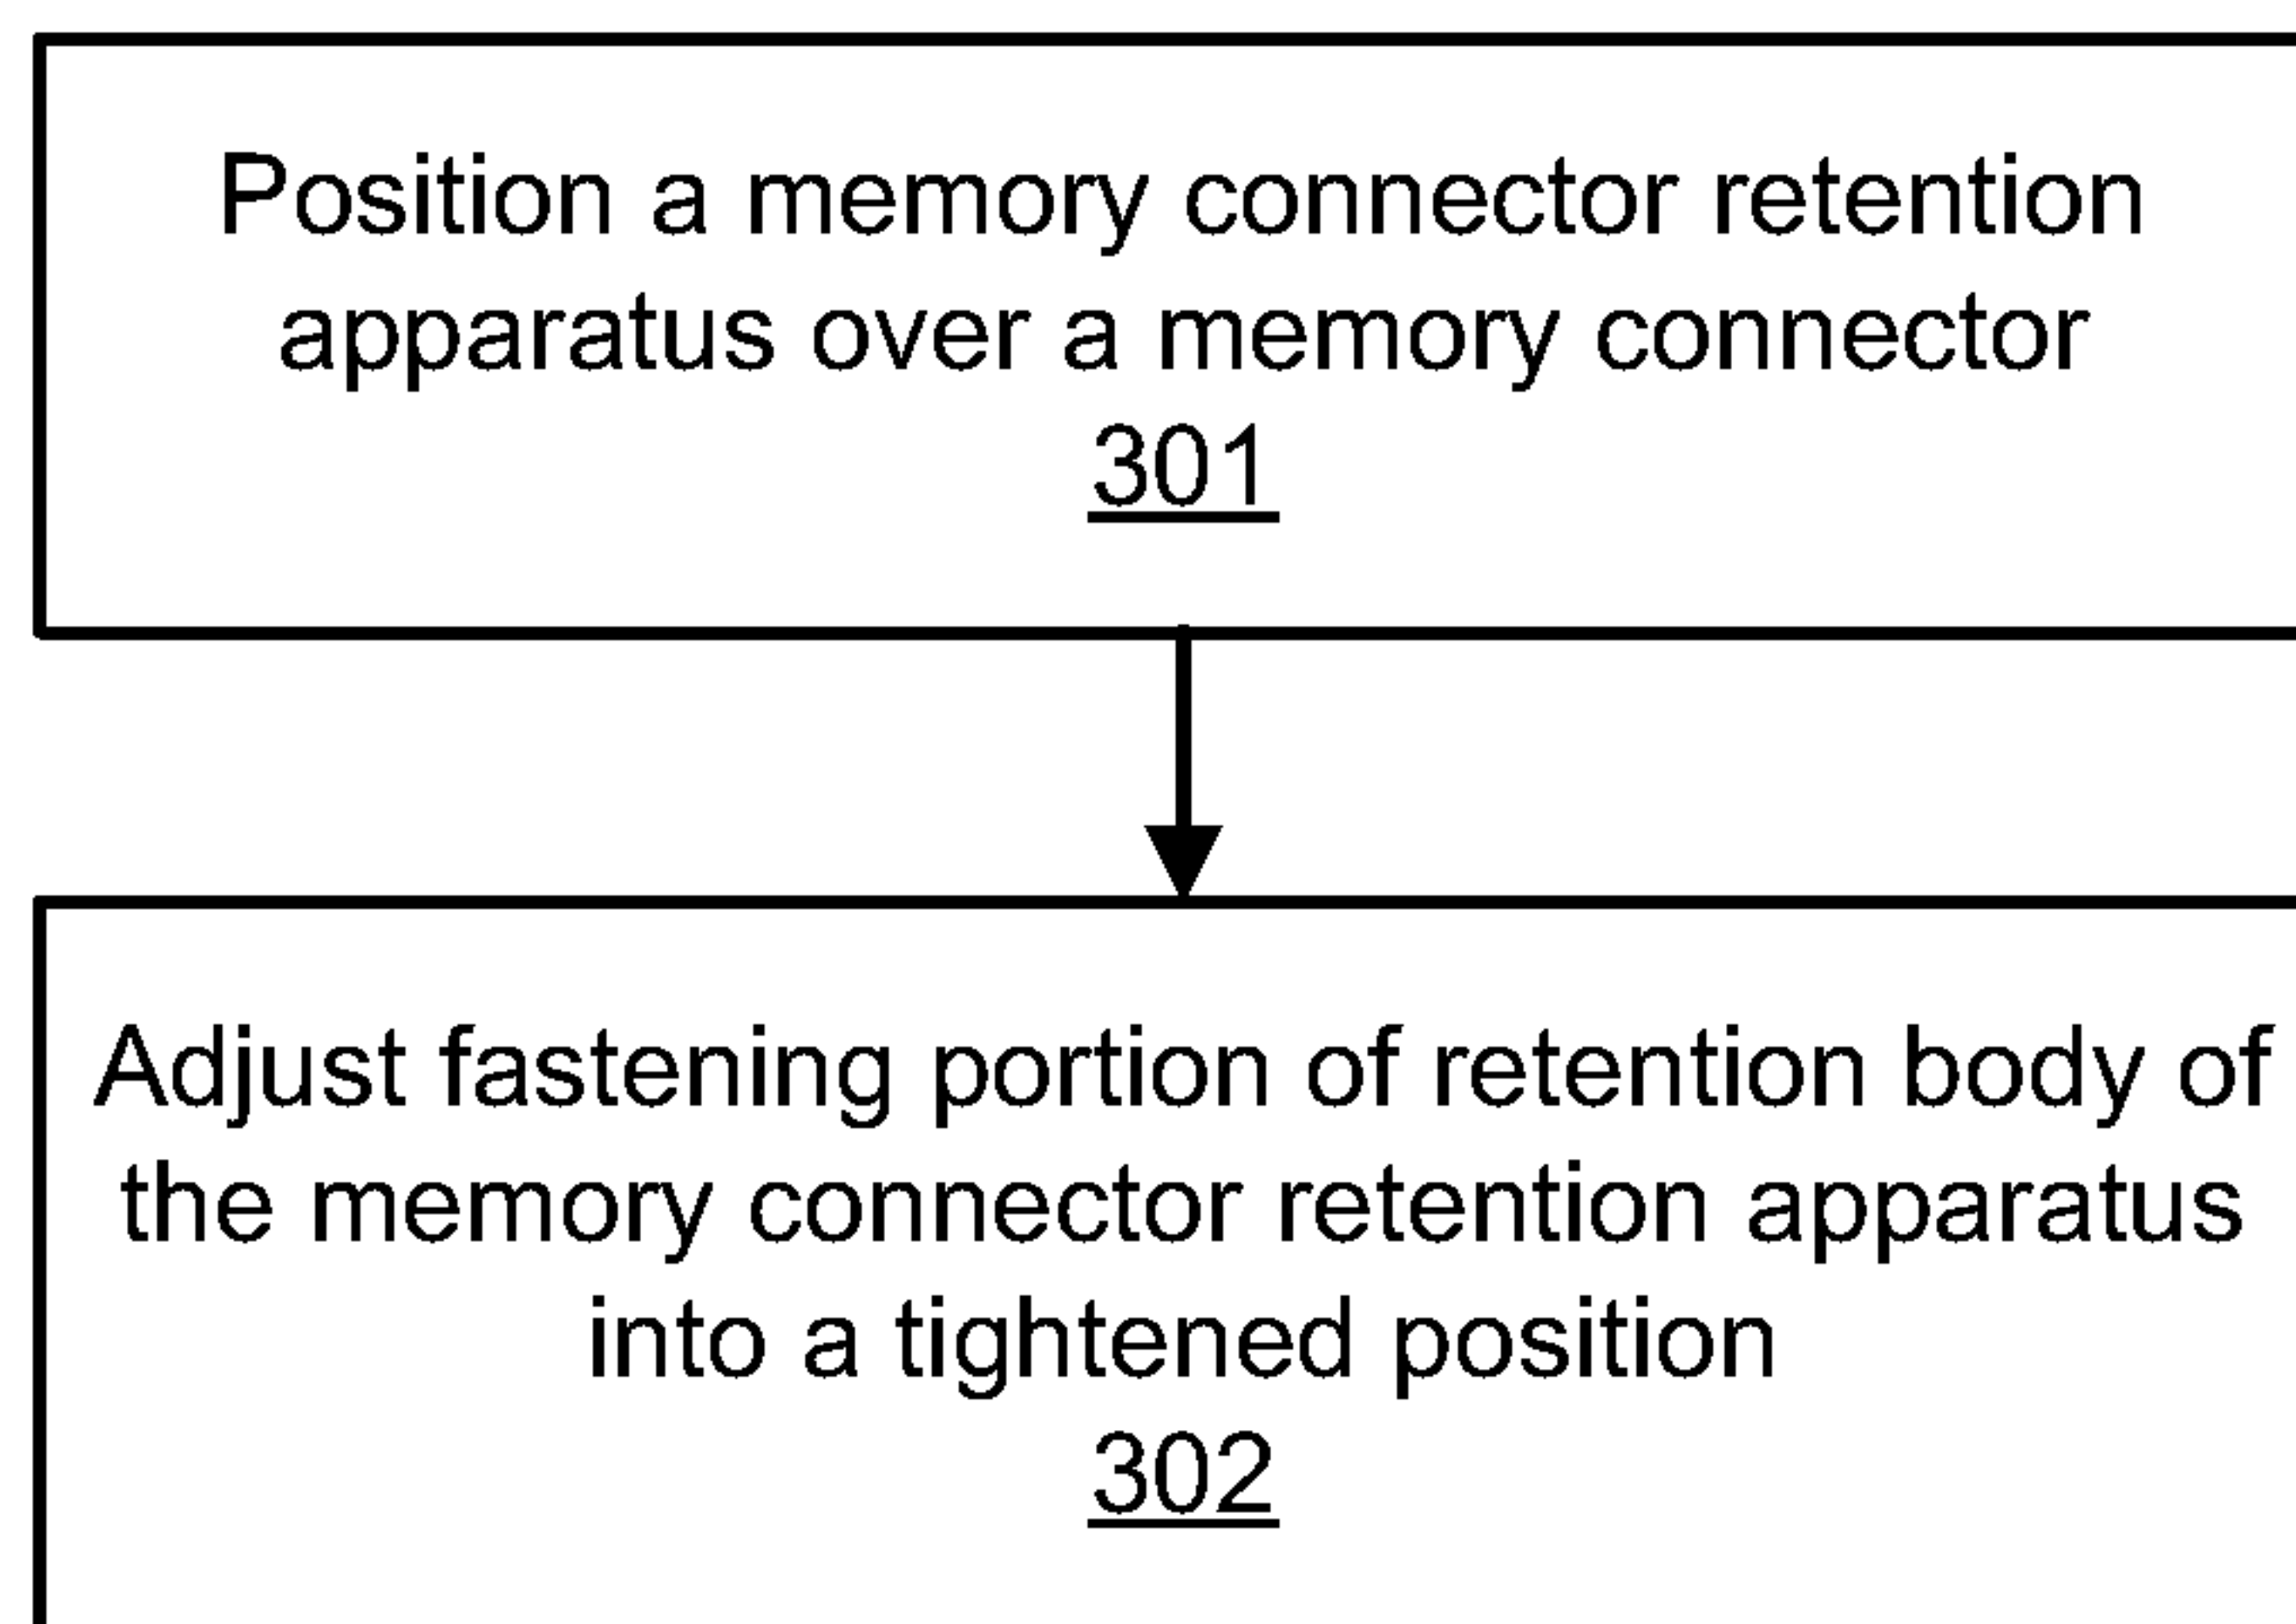 Position a memory connector retention
apparatus over a memory connector
301
Adjust fastening portion of retention body of
the memory connector retention apparatus
into a tightened position
302